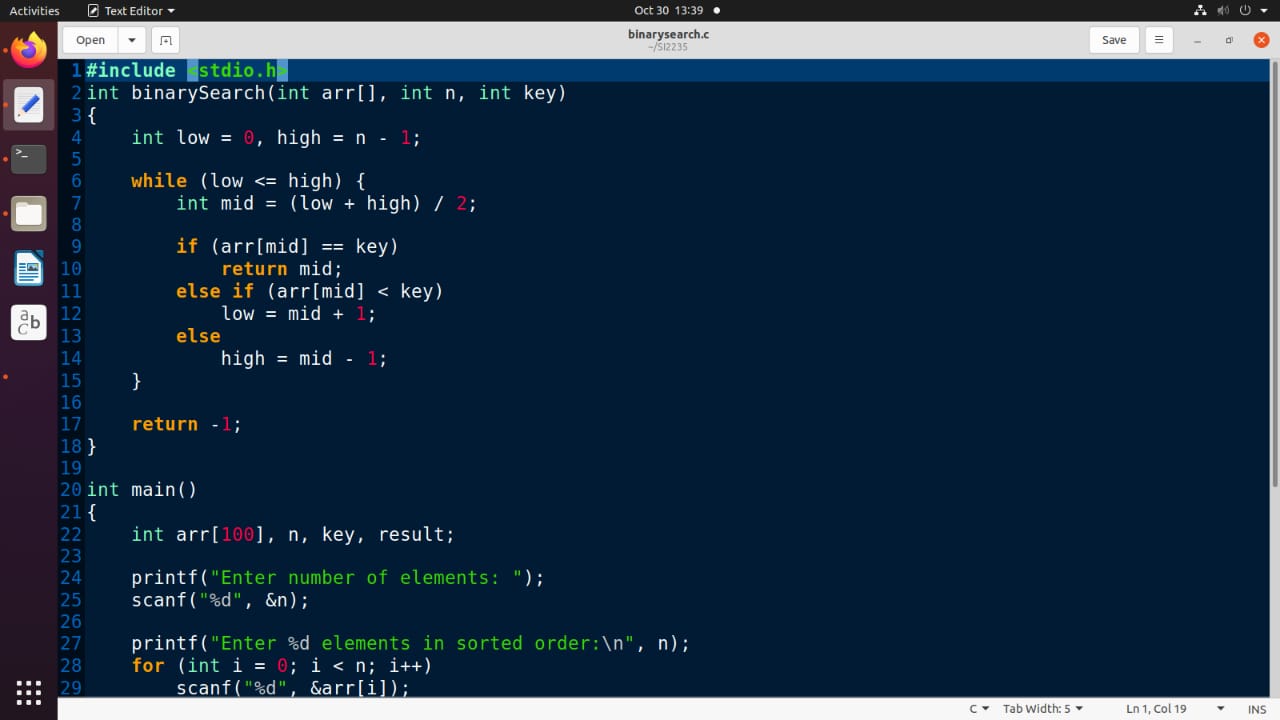 Activities Text Editor Oct 30 13:39
Open binarysearch.c Save
~/SI2235
1 #include <stdio.h>
2 int binarySearch(int arr[], int n, int key)
3 {
4     int low = 0, high = n - 1;
5
6     while (low <= high) {
7         int mid = (low + high) / 2;
8
9         if (arr[mid] == key)
10             return mid;
11         else if (arr[mid] < key)
12             low = mid + 1;
13         else
14             high = mid - 1;
15     }
16
17     return -1;
18 }
19
20 int main()
21 {
22     int arr[100], n, key, result;
23
24     printf("Enter number of elements: ");
25     scanf("%d", &n);
26
27     printf("Enter %d elements in sorted order:\n", n);
28     for (int i = 0; i < n; i++)
29         scanf("%d", &arr[i]);
C Tab Width: 5 Ln 1, Col 19 INS